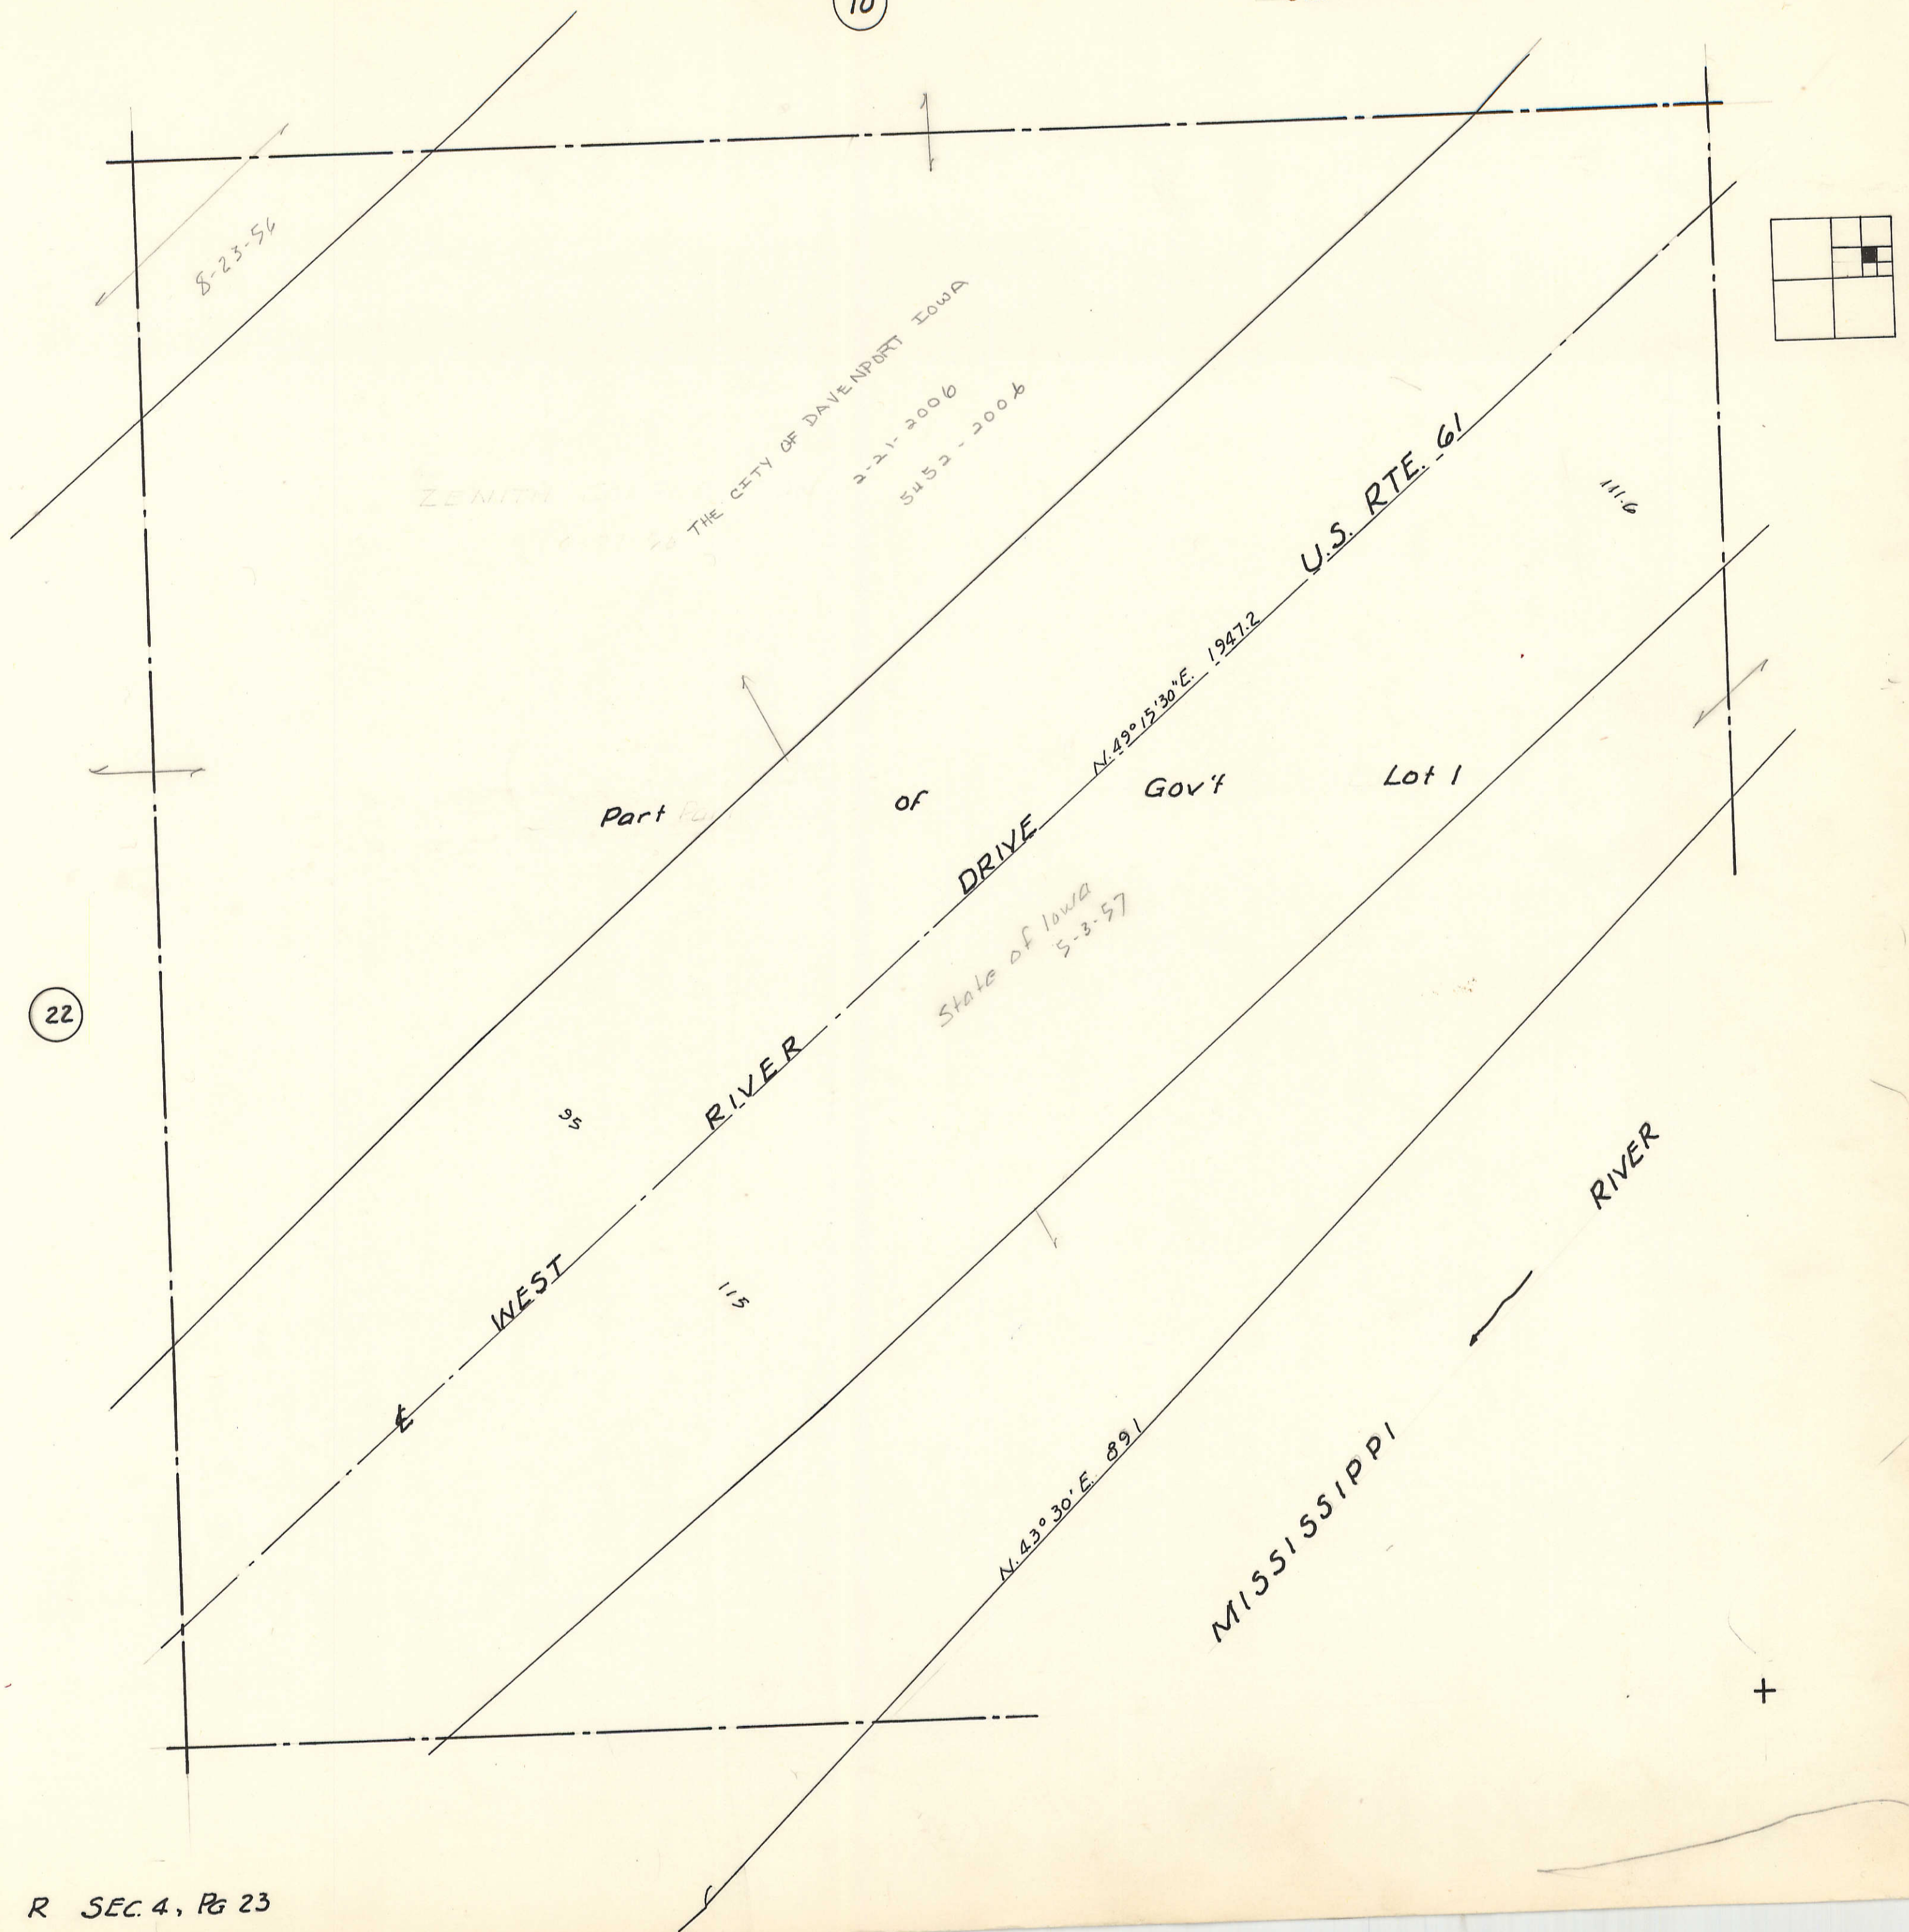 10
8-23-56
THE CITY OF DAVENPORT IOWA
2-21-2006
5452-2006
ZENITH
U.S. RTE. 61
111.6
N. 49° 15' 30" E. 1947.2
Part of Gov't Lot 1
WEST RIVER DRIVE
State of Iowa
5-3-57
22
95
115
℄
N. 43° 30' E. 891
MISSISSIPPI RIVER
R SEC. 4, PG 23